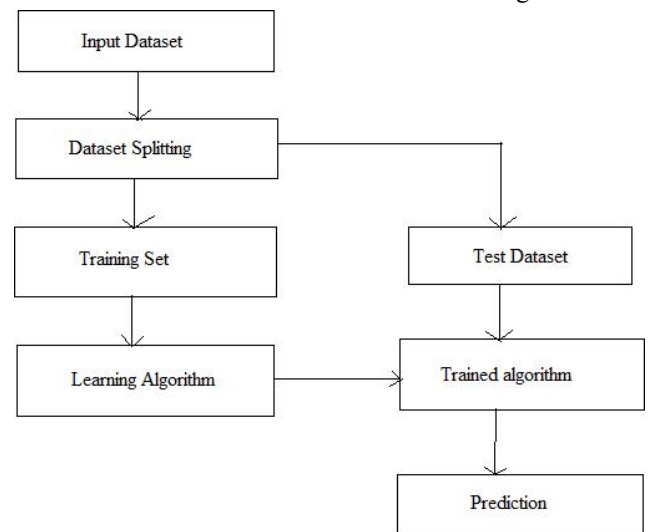 Input Dataset
Dataset Splitting
Training Set
Test Dataset
Learning Algorithm
Trained algorithm
Prediction